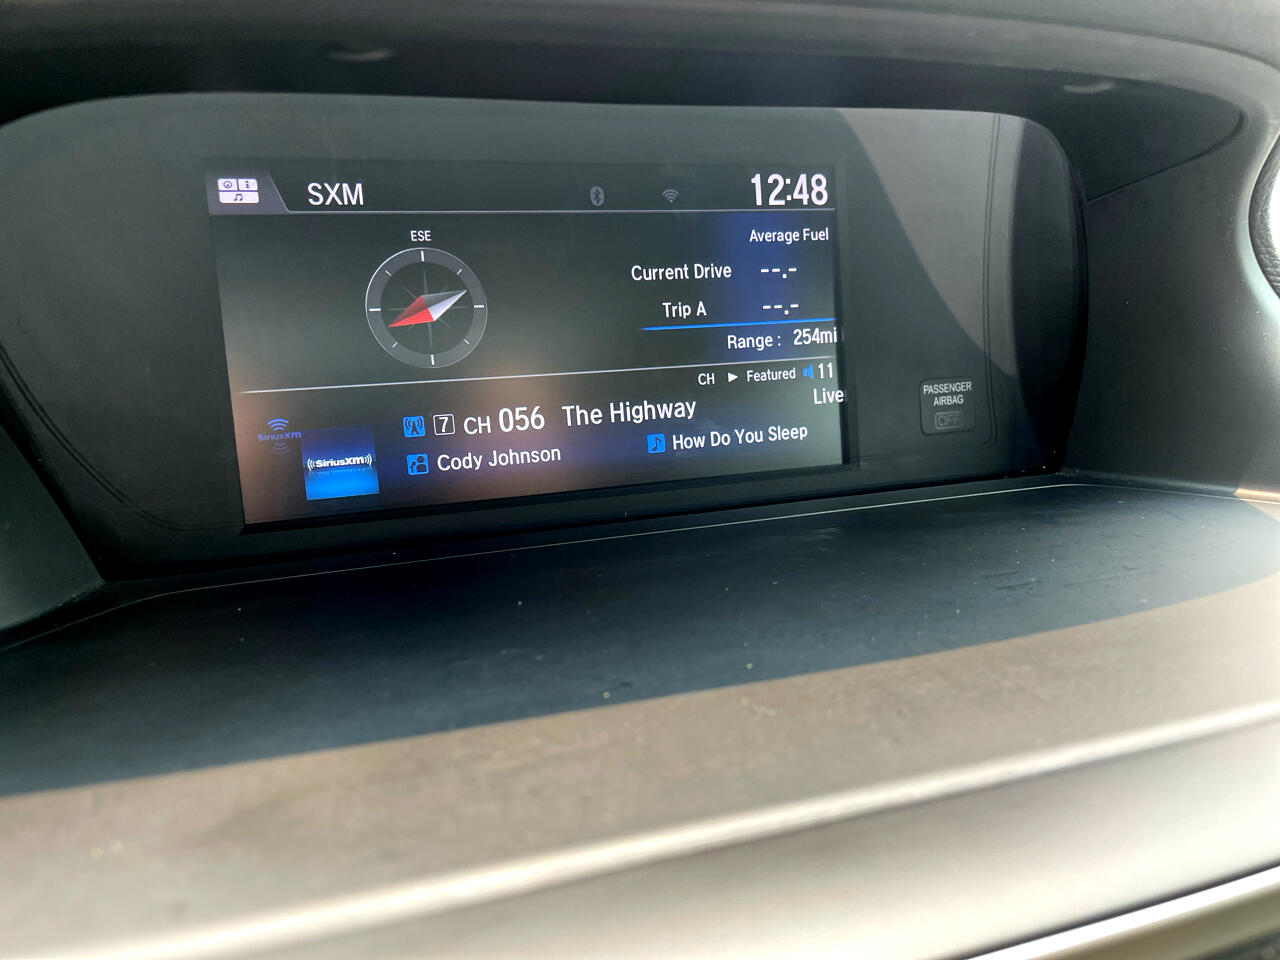 SXM
12:48
ESE
Average Fuel
Current Drive --.-
Trip A --.-
Range : 254mi
CH ▶ Featured 11
Live
SiriusXM
(((SiriusXM)))
7 CH 056 The Highway
Cody Johnson
How Do You Sleep
PASSENGER
AIRBAG
OFF